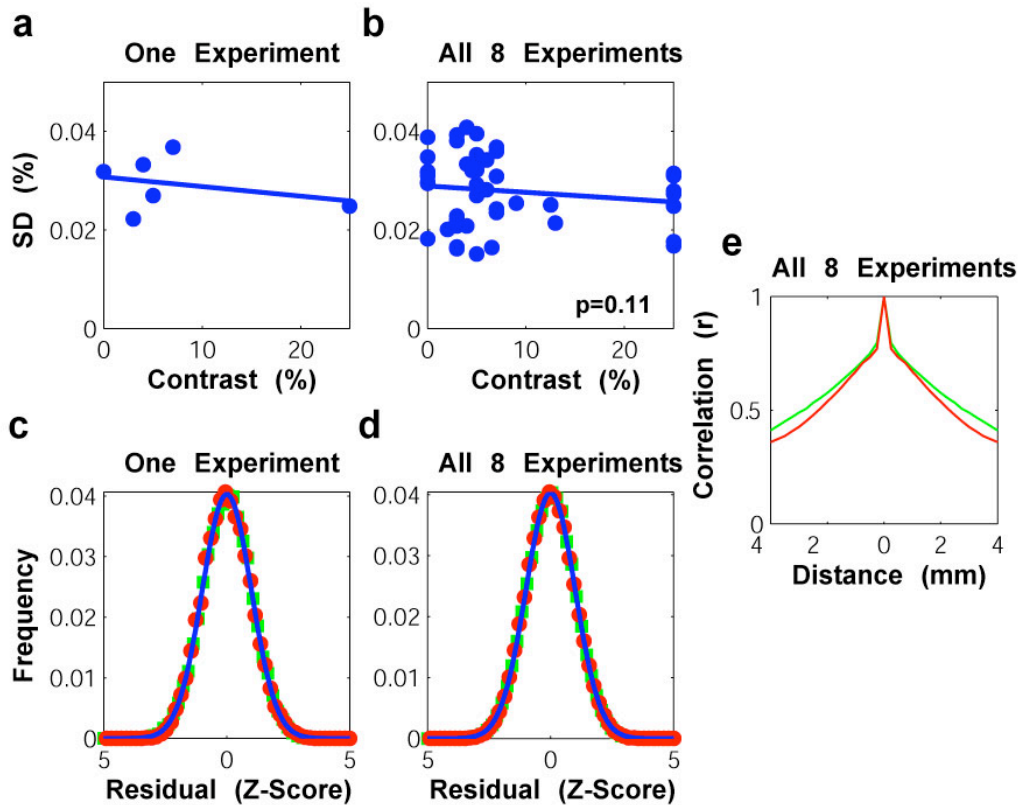 a
One Experiment
0.04
0.02
0
SD (%)
0 10 20
Contrast (%)
b
All 8 Experiments
0.04
0.02
0
p=0.11
0 10 20
Contrast (%)
c
One Experiment
0.04
0.03
0.02
0.01
0
Frequency
5 0 5
Residual (Z-Score)
d
All 8 Experiments
0.04
0.03
0.02
0.01
0
5 0 5
Residual (Z-Score)
e
All 8 Experiments
1
0.5
0
Correlation (r)
4 2 0 2 4
Distance (mm)